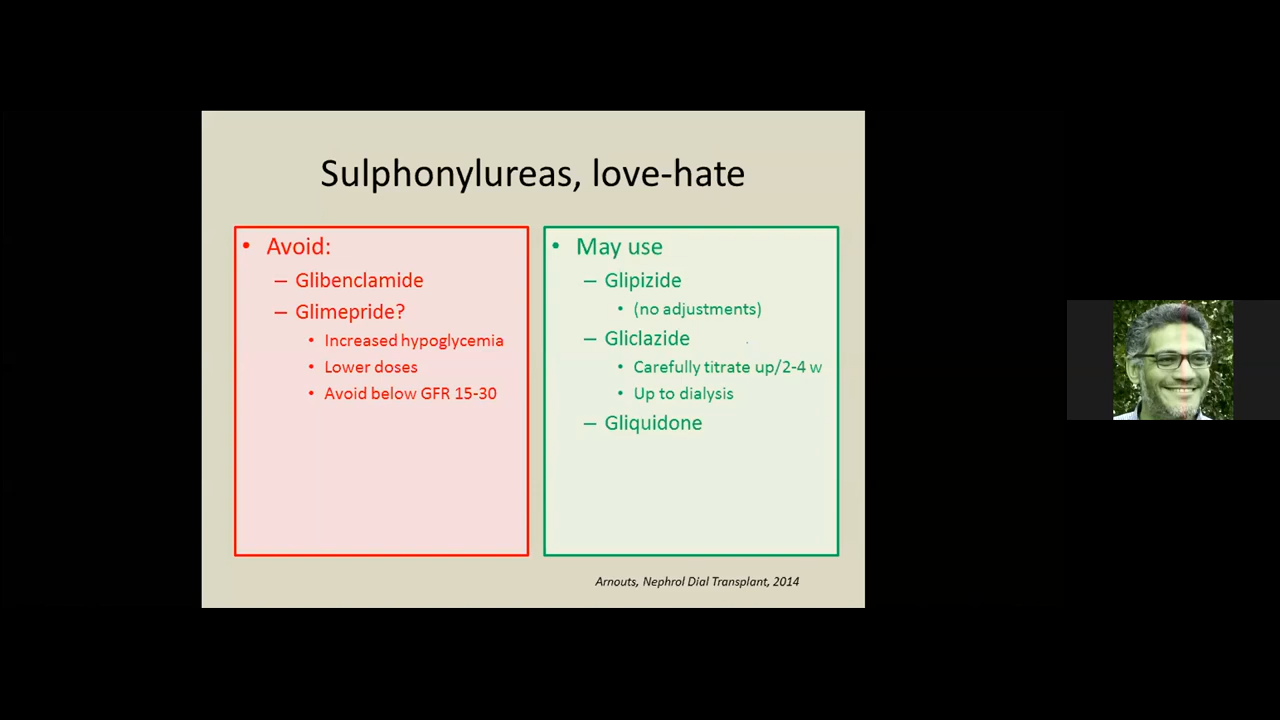 Sulphonylureas, love-hate
• Avoid:
– Glibenclamide
– Glimepride?
• Increased hypoglycemia
• Lower doses
• Avoid below GFR 15-30
• May use
– Glipizide
• (no adjustments)
– Gliclazide
• Carefully titrate up/2-4 w
• Up to dialysis
– Gliquidone
Arnouts, Nephrol Dial Transplant, 2014